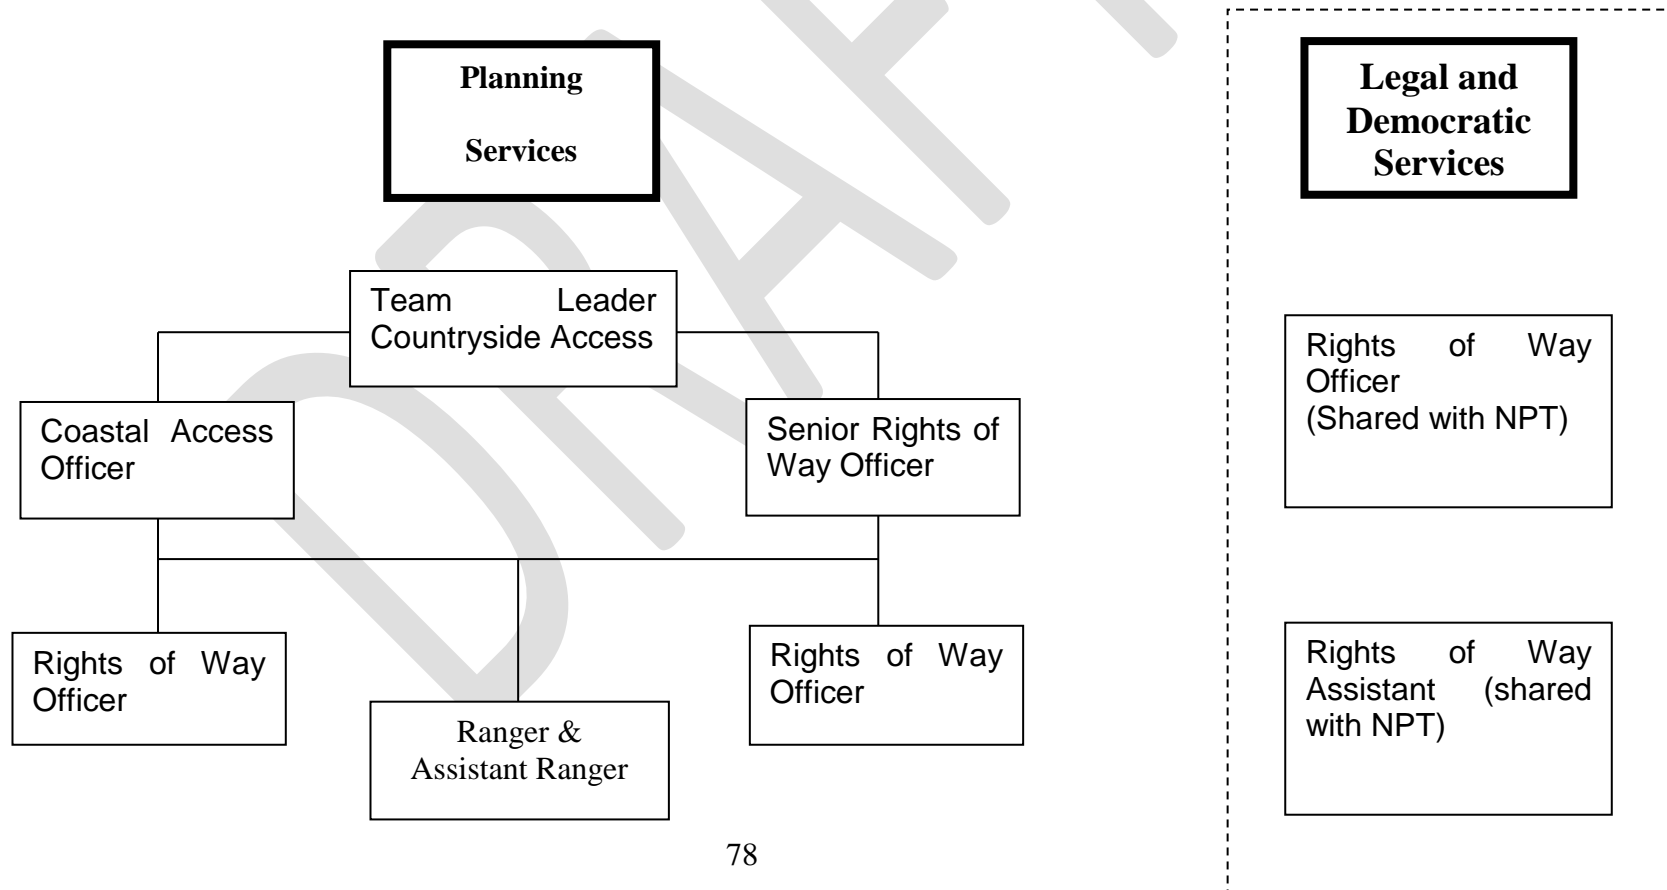 DRAFT
Planning
Services
Legal and
Democratic
Services
Team Leader
Countryside Access
Coastal Access
Officer
Senior Rights of
Way Officer
Rights of Way
Officer
(Shared with NPT)
Rights of Way
Officer
Ranger &
Assistant Ranger
Rights of Way
Officer
Rights of Way
Assistant (shared
with NPT)
78